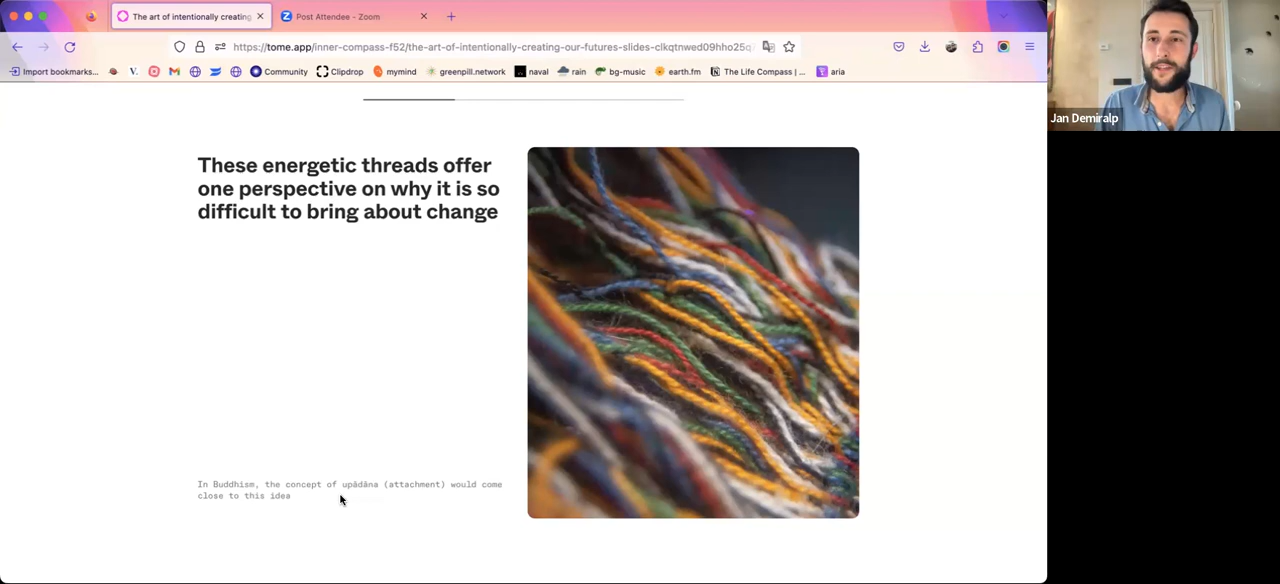 The art of intentionally creating
Post Attendee - Zoom
https://tome.app/inner-compass-f52/the-art-of-intentionally-creating-our-futures-slides-clkqtnwed09hho25q
Import bookmarks...
V.
Community
Clipdrop
mymind
greenpill.network
naval
rain
bg-music
earth.fm
The Life Compass | ...
aria
Jan Demiralp
These energetic threads offer
one perspective on why it is so
difficult to bring about change
In Buddhism, the concept of upādāna (attachment) would come
close to this idea